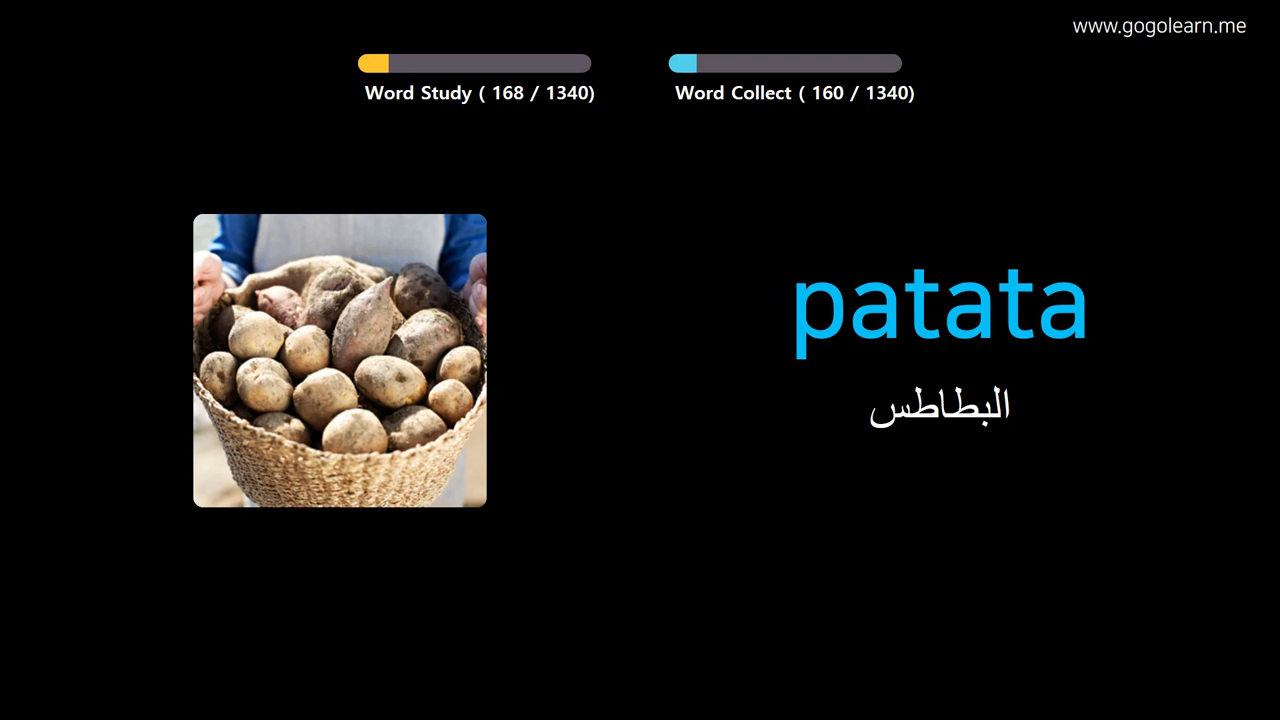 www.gogolearn.me
Word Study ( 168 / 1340)
Word Collect ( 160 / 1340)
patata
البطاطس